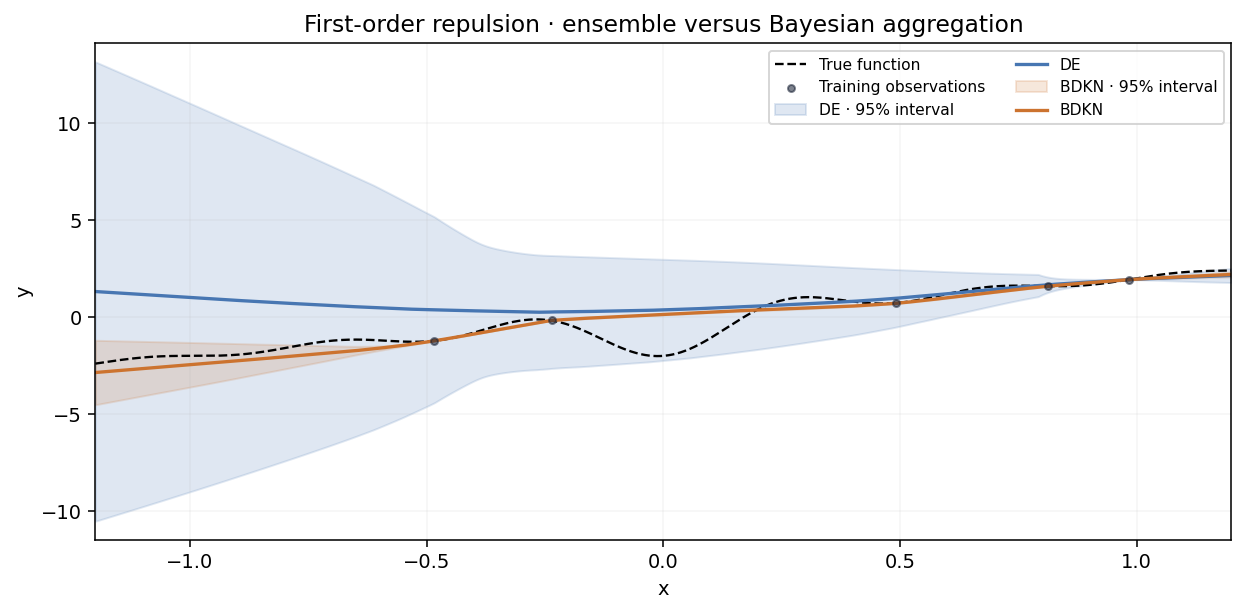 First-order repulsion · ensemble versus Bayesian aggregation
True function
Training observations
DE · 95% interval
DE
BDKN · 95% interval
BDKN
y
10
5
0
−5
−10
−1.0
−0.5
0.0
0.5
1.0
x